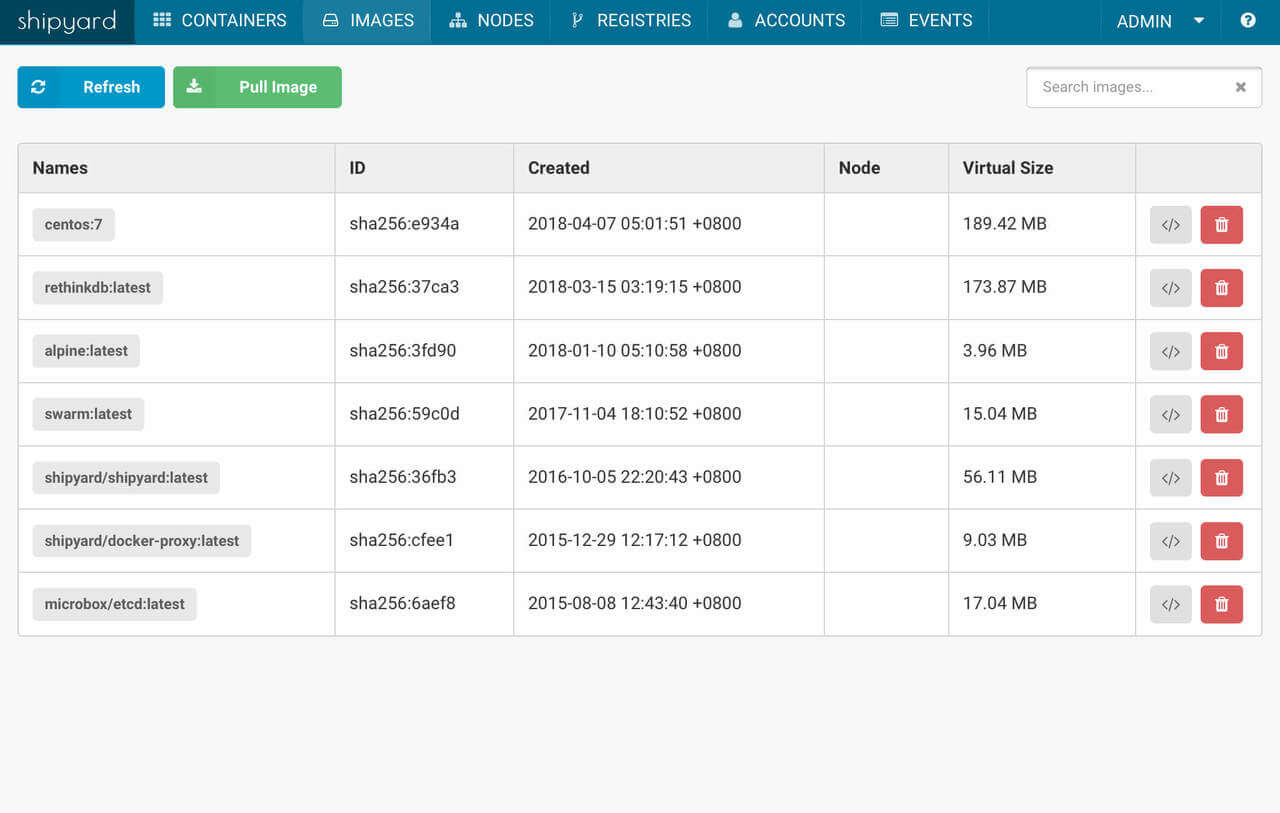 shipyard CONTAINERS IMAGES NODES REGISTRIES ACCOUNTS EVENTS ADMIN ?
Refresh Pull Image Search images...
Names ID Created Node Virtual Size
centos:7 sha256:e934a 2018-04-07 05:01:51 +0800 189.42 MB </>
rethinkdb:latest sha256:37ca3 2018-03-15 03:19:15 +0800 173.87 MB </>
alpine:latest sha256:3fd90 2018-01-10 05:10:58 +0800 3.96 MB </>
swarm:latest sha256:59c0d 2017-11-04 18:10:52 +0800 15.04 MB </>
shipyard/shipyard:latest sha256:36fb3 2016-10-05 22:20:43 +0800 56.11 MB </>
shipyard/docker-proxy:latest sha256:cfee1 2015-12-29 12:17:12 +0800 9.03 MB </>
microbox/etcd:latest sha256:6aef8 2015-08-08 12:43:40 +0800 17.04 MB </>